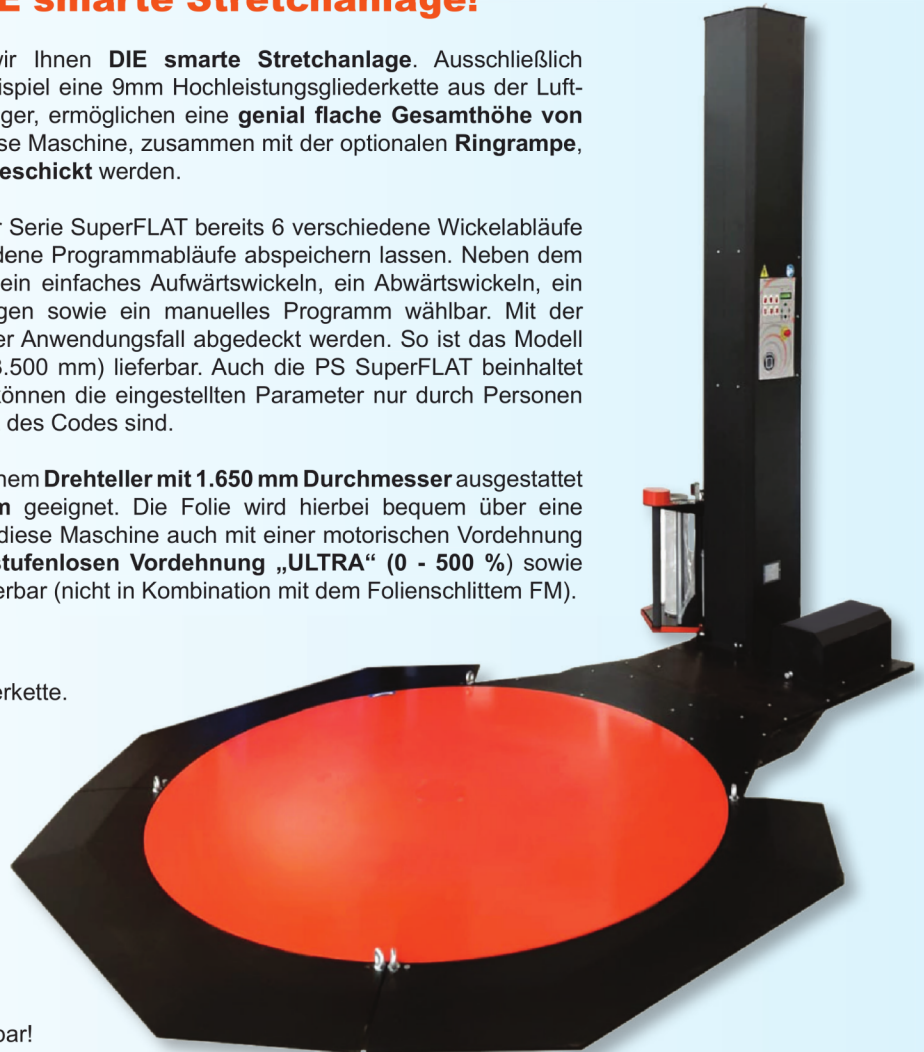 E smarte Stretchanlage!
wir Ihnen DIE smarte Stretchanlage. Ausschließlich
eispiel eine 9mm Hochleistungsgliederkette aus der Luft-
ger, ermöglichen eine genial flache Gesamthöhe von
se Maschine, zusammen mit der optionalen Ringrampe,
eschickt werden.
r Serie SuperFLAT bereits 6 verschiedene Wickelabläufe
dene Programmabläufe abspeichern lassen. Neben dem
ein einfaches Aufwärtswickeln, ein Abwärtswickeln, ein
gen sowie ein manuelles Programm wählbar. Mit der
er Anwendungsfall abgedeckt werden. So ist das Modell
3.500 mm) lieferbar. Auch die PS SuperFLAT beinhaltet
können die eingestellten Parameter nur durch Personen
des Codes sind.
nem Drehteller mit 1.650 mm Durchmesser ausgestattet
m geeignet. Die Folie wird hierbei bequem über eine
diese Maschine auch mit einer motorischen Vordehnung
stufenlosen Vordehnung „ULTRA“ (0 - 500 %) sowie
erbar (nicht in Kombination mit dem Folienschlittem FM).
erkette.
bar!